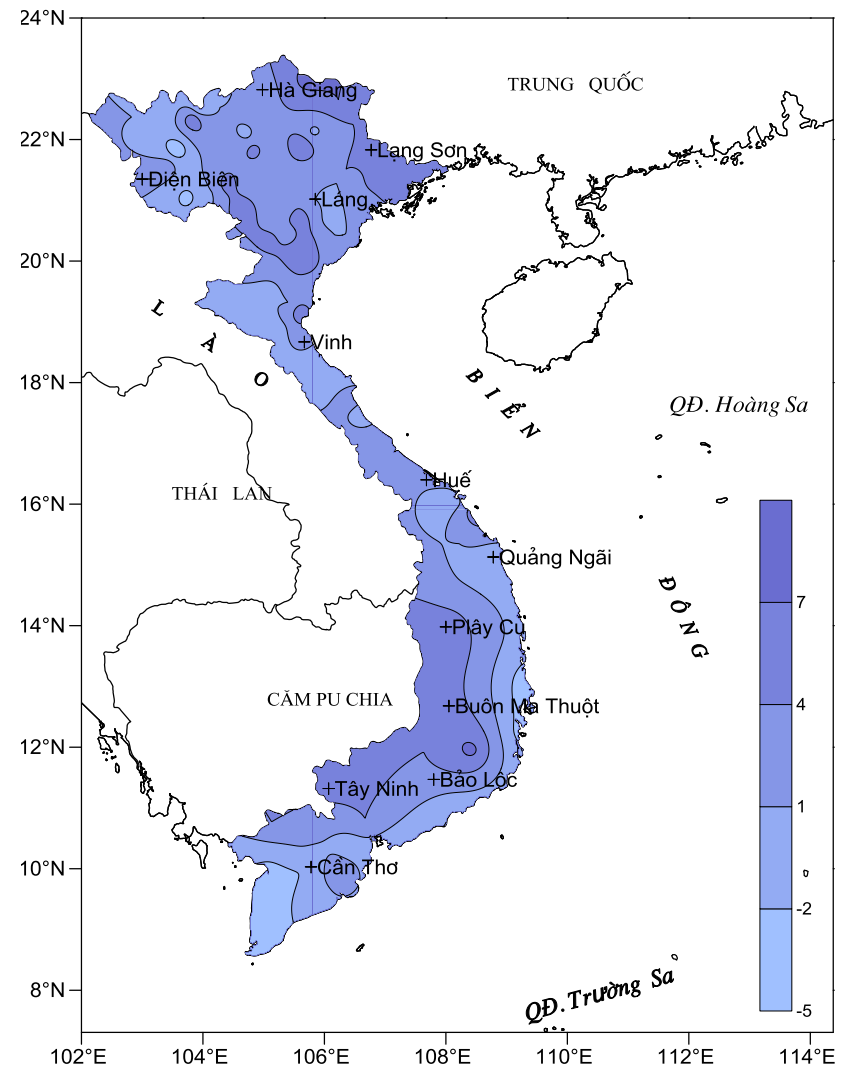 24°N
TRUNG QUỐC
Hà Giang
22°N
Lạng Sơn
Điện Biên
Láng
20°N
L À O
Vinh
18°N
BIỂN
QĐ. Hoàng Sa
Huế
THÁI LAN
16°N
Quảng Ngãi
ĐÔNG
7
14°N
Plây Cu
CĂM PU CHIA
Buôn Ma Thuột
4
12°N
Bảo Lộc
Tây Ninh
1
10°N
Cần Thơ
-2
QĐ. Trường Sa
8°N
-5
102°E 104°E 106°E 108°E 110°E 112°E 114°E